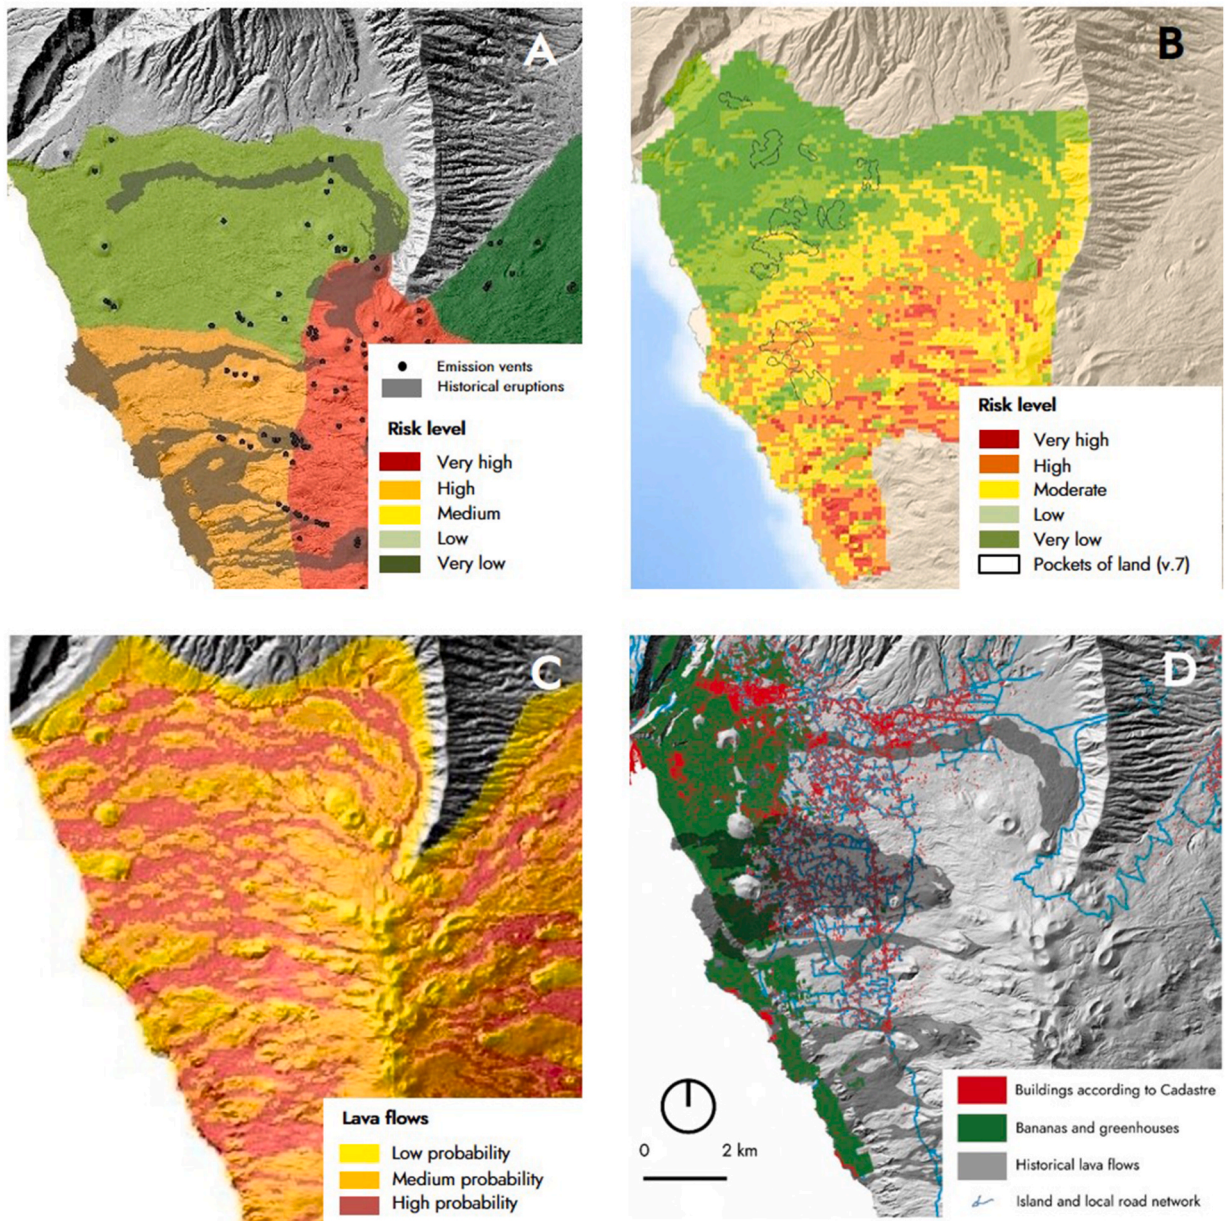 A
Emission vents
Historical eruptions
Risk level
Very high
High
Medium
Low
Very low
B
Risk level
Very high
High
Moderate
Low
Very low
Pockets of land (v.7)
C
Lava flows
Low probability
Medium probability
High probability
D
0 2 km
Buildings according to Cadastre
Bananas and greenhouses
Historical lava flows
Island and local road network